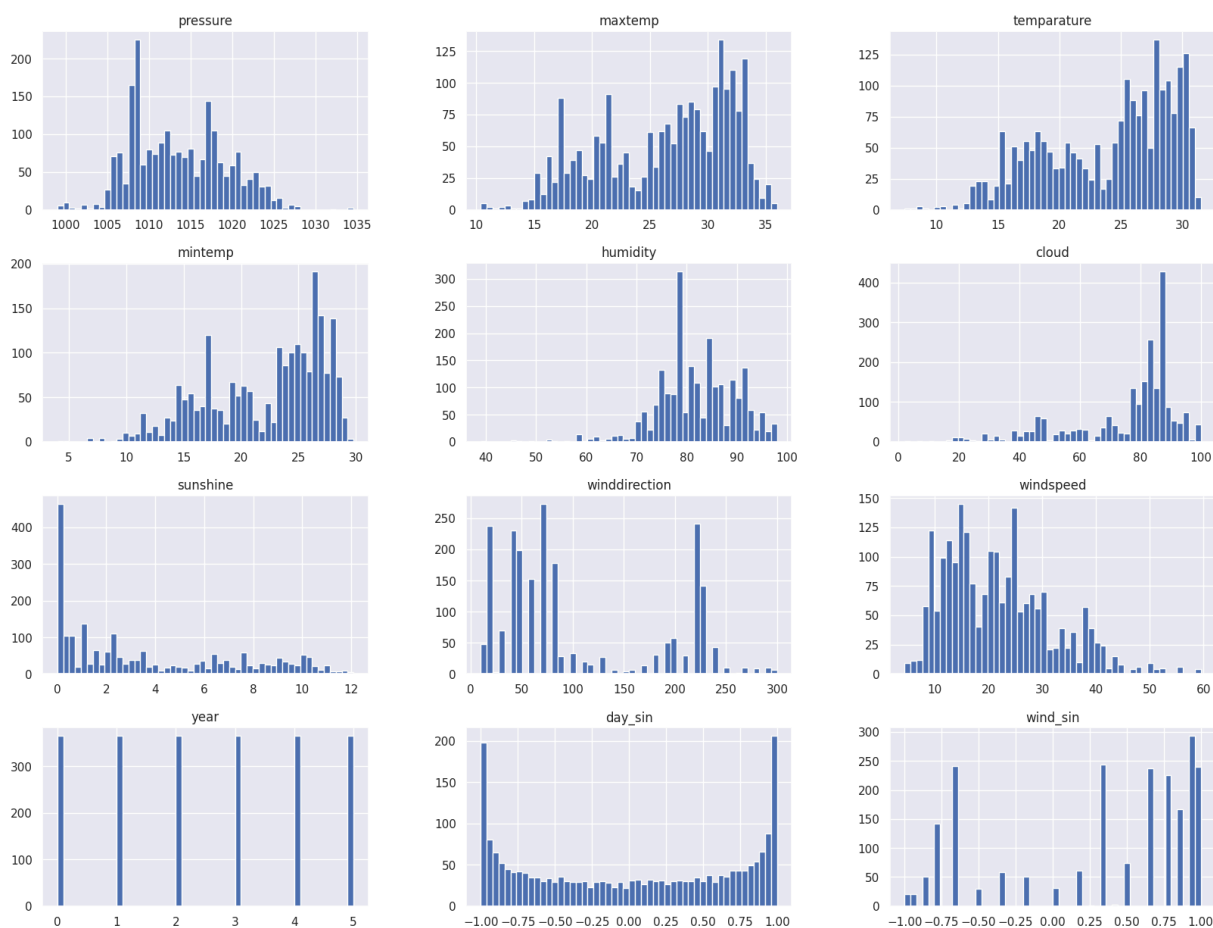 pressure
maxtemp
temparature
200
150
100
50
0
1000 1005 1010 1015 1020 1025 1030 1035
125
100
75
50
25
0
10 15 20 25 30 35
125
100
75
50
25
0
10 15 20 25 30
mintemp
humidity
cloud
200
150
100
50
0
5 10 15 20 25 30
300
250
200
150
100
50
0
40 50 60 70 80 90 100
400
300
200
100
0
0 20 40 60 80 100
sunshine
winddirection
windspeed
400
300
200
100
0
0 2 4 6 8 10 12
250
200
150
100
50
0
0 50 100 150 200 250 300
150
125
100
75
50
25
0
10 20 30 40 50 60
year
day_sin
wind_sin
300
200
100
0
0 1 2 3 4 5
200
150
100
50
0
−1.00 −0.75 −0.50 −0.25 0.00 0.25 0.50 0.75 1.00
300
250
200
150
100
50
0
−1.00 −0.75 −0.50 −0.25 0.00 0.25 0.50 0.75 1.00